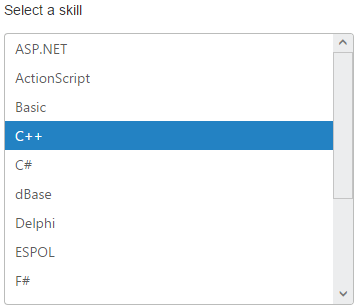 Select a skill
ASP.NET
ActionScript
Basic
C++
C#
dBase
Delphi
ESPOL
F#